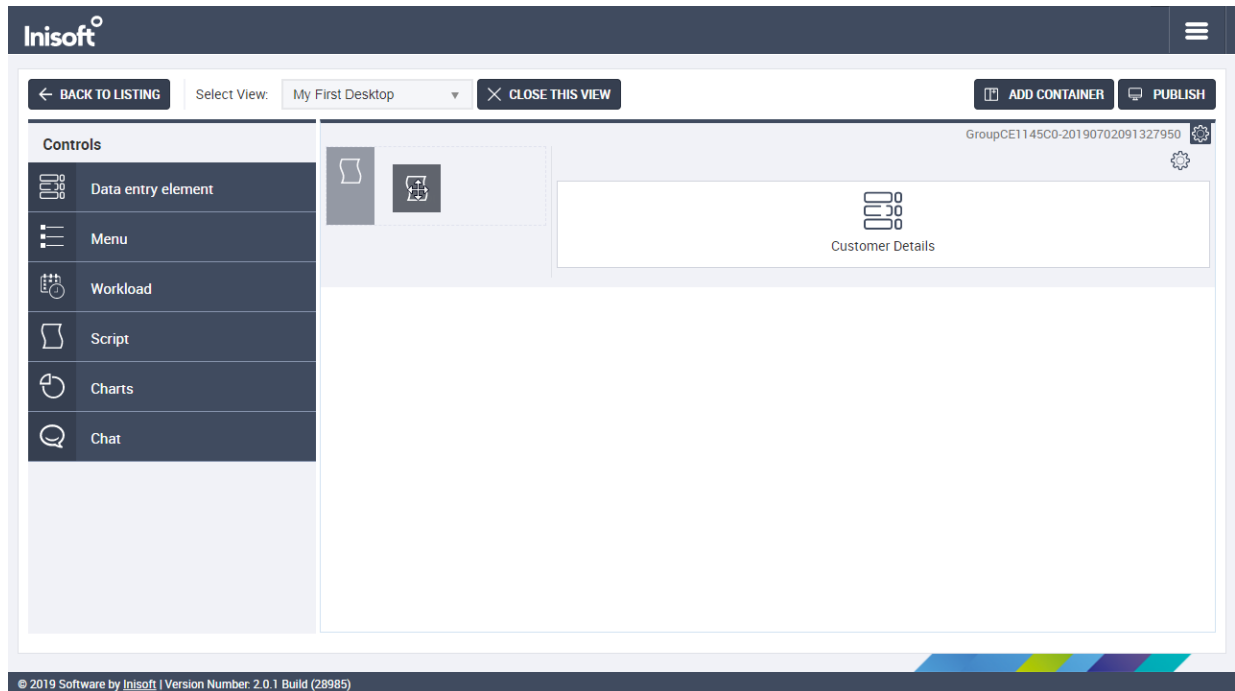 Inisoft
BACK TO LISTING Select View: My First Desktop CLOSE THIS VIEW ADD CONTAINER PUBLISH
Controls
GroupCE1145C0-20190702091327950
Data entry element
Menu
Workload
Script
Charts
Chat
Customer Details
© 2019 Software by Inisoft | Version Number: 2.0.1 Build (28985)